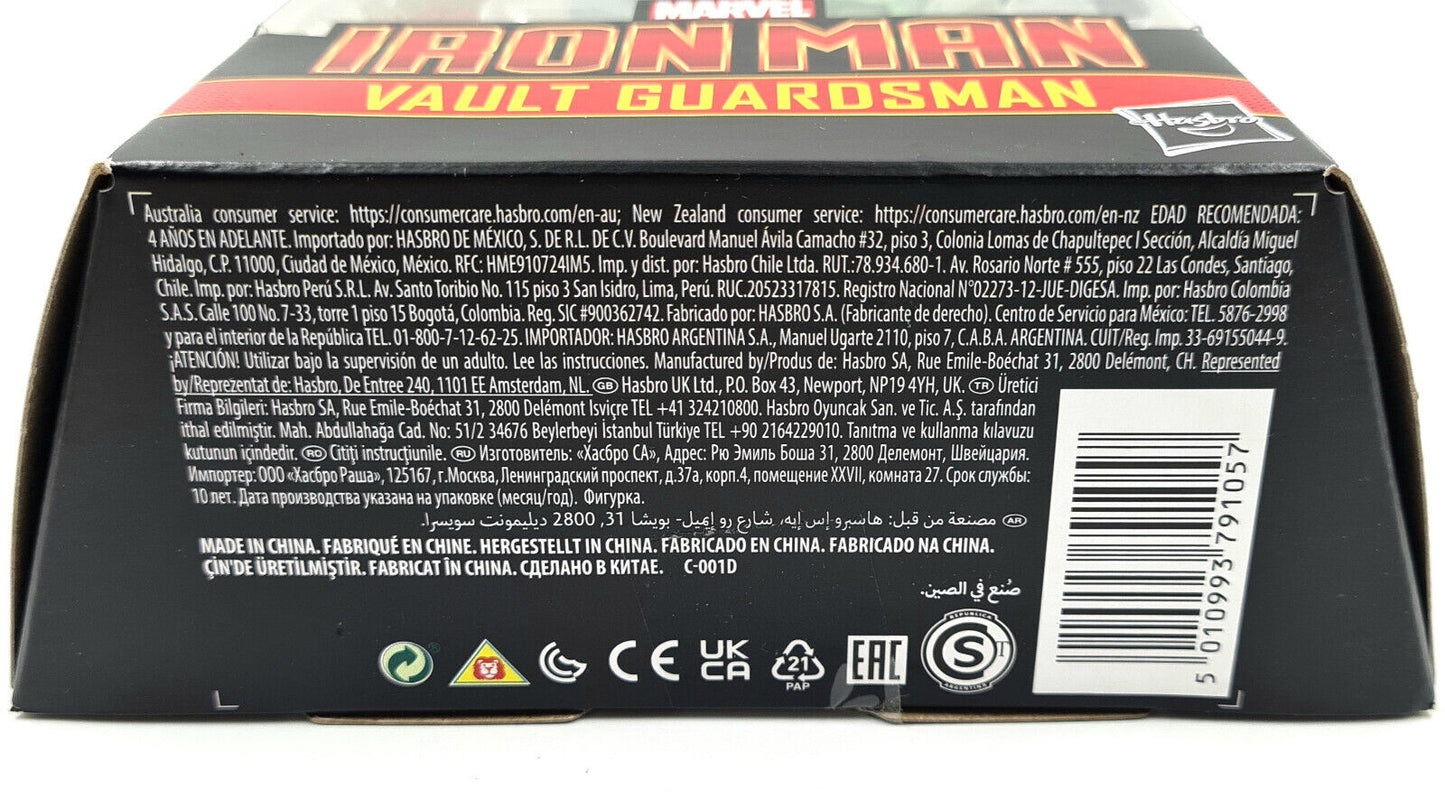 MARVEL
IRON MAN
VAULT GUARDSMAN
Hasbro
Australia consumer service: https://consumercare.hasbro.com/en-au; New Zealand consumer service: https://consumercare.hasbro.com/en-nz EDAD RECOMENDADA:
4 AÑOS EN ADELANTE. Importado por: HASBRO DE MÉXICO, S. DE R.L. DE C.V. Boulevard Manuel Ávila Camacho #32, piso 3, Colonia Lomas de Chapultepec I Sección, Alcaldía Miguel
Hidalgo, C.P. 11000, Ciudad de México, México. RFC: HME910724IM5. Imp. y dist. por: Hasbro Chile Ltda. RUT.:78.934.680-1. Av. Rosario Norte # 555, piso 22 Las Condes, Santiago,
Chile. Imp. por: Hasbro Perú S.R.L. Av. Santo Toribio No. 115 piso 3 San Isidro, Lima, Perú. RUC.20523317815. Registro Nacional N°02273-12-JUE-DIGESA. Imp. por: Hasbro Colombia
S.A.S. Calle 100 No. 7-33, torre 1 piso 15 Bogotá, Colombia. Reg. SIC #900362742. Fabricado por: HASBRO S.A. (Fabricante de derecho). Centro de Servicio para México: TEL. 5876-2998
y para el interior de la República TEL. 01-800-7-12-62-25. IMPORTADOR: HASBRO ARGENTINA S.A., Manuel Ugarte 2110, piso 7, C.A.B.A. ARGENTINA. CUIT/Reg. Imp. 33-69155044-9.
¡ATENCIÓN! Utilizar bajo la supervisión de un adulto. Lee las instrucciones. Manufactured by/Produs de: Hasbro SA, Rue Emile-Boéchat 31, 2800 Delémont, CH. Represented
by/Reprezentat de: Hasbro, De Entree 240, 1101 EE Amsterdam, NL. GB Hasbro UK Ltd., P.O. Box 43, Newport, NP19 4YH, UK. TR Üretici
Firma Bilgileri: Hasbro SA, Rue Emile-Boéchat 31, 2800 Delémont İsviçre TEL +41 324210800. Hasbro Oyuncak San. ve Tic. A.Ş. tarafından
ithal edilmiştir. Mah. Abdullahağa Cad. No: 51/2 34676 Beylerbeyi İstanbul Türkiye TEL +90 2164229010. Tanıtma ve kullanma kılavuzu
kutunun içindedir. RO Citiți instrucțiunile. RU Изготовитель: «Хасбро СА», Адрес: Рю Эмиль Боша 31, 2800 Делемонт, Швейцария.
Импортер: ООО «Хасбро Раша», 125167, г.Москва, Ленинградский проспект, д.37а, корп.4, помещение XXVII, комната 27. Срок службы:
10 лет. Дата производства указана на упаковке (месяц/год). Фигурка.
AR مصنعة من قبل: هاسبرو إس إيه، شارع رو إميل- بويشا 31, 2800 ديليمونت سويسرا.
MADE IN CHINA. FABRIQUÉ EN CHINE. HERGESTELLT IN CHINA. FABRICADO EN CHINA. FABRICADO NA CHINA.
ÇİN'DE ÜRETİLMİŞTİR. FABRICAT ÎN CHINA. СДЕЛАНО В КИТАЕ. C-001D
صُنع في الصين.
CE UK CA 21 PAP EAC REPUBLICA S T ARGENTINA
5 010993 791057